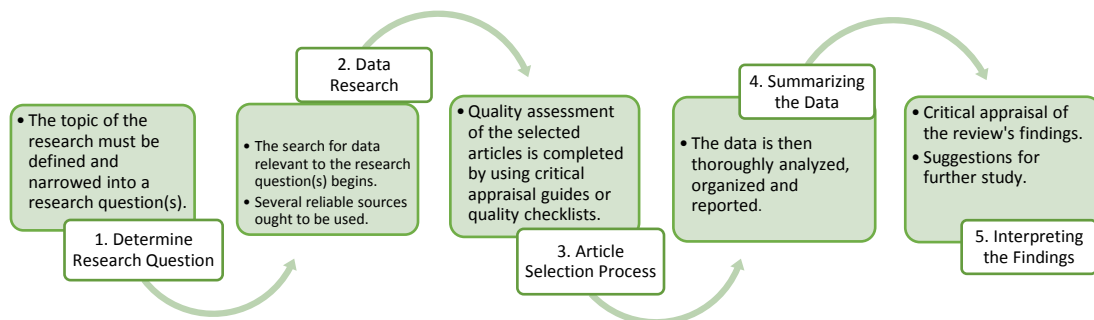 • The topic of the
research must be
defined and
narrowed into a
research question(s).
1. Determine
Research Question
2. Data
Research
• The search for data
relevant to the research
question(s) begins.
• Several reliable sources
ought to be used.
• Quality assessment
of the selected
articles is completed
by using critical
appraisal guides or
quality checklists.
3. Article
Selection Process
4. Summarizing
the Data
• The data is then
thoroughly analyzed,
organized and
reported.
• Critical appraisal of
the review's findings.
• Suggestions for
further study.
5. Interpreting
the Findings